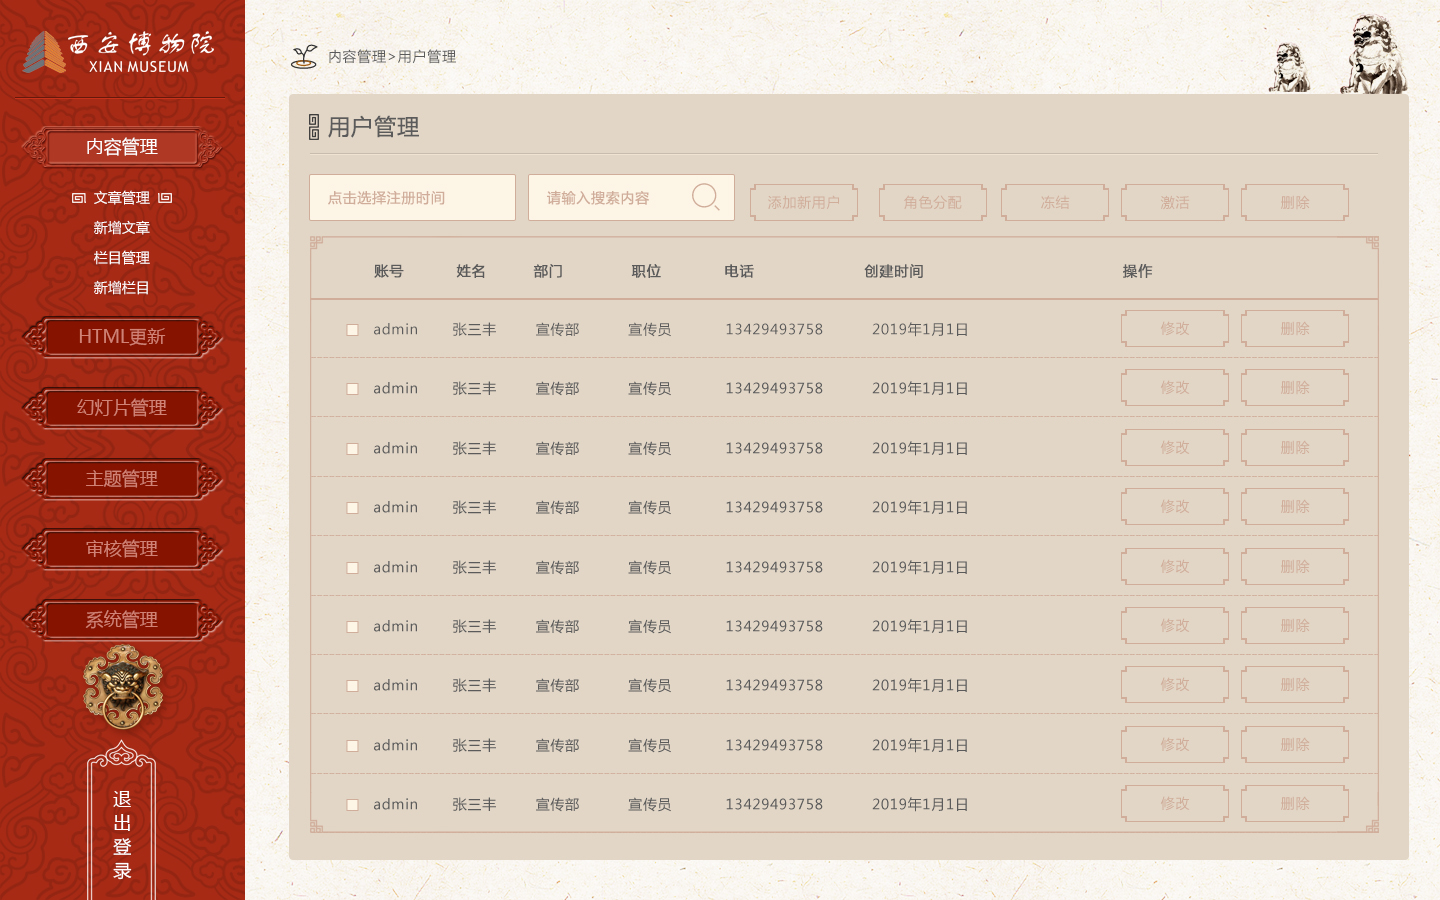 西安博物院
XIAN MUSEUM
内容管理
文章管理
新增文章
栏目管理
新增栏目
HTML更新
幻灯片管理
主题管理
审核管理
系统管理
退出登录
内容管理>用户管理
用户管理
点击选择注册时间 请输入搜索内容 添加新用户 角色分配 冻结 激活 删除
账号 姓名 部门 职位 电话 创建时间 操作
admin 张三丰 宣传部 宣传员 13429493758 2019年1月1日 修改 删除
admin 张三丰 宣传部 宣传员 13429493758 2019年1月1日 修改 删除
admin 张三丰 宣传部 宣传员 13429493758 2019年1月1日 修改 删除
admin 张三丰 宣传部 宣传员 13429493758 2019年1月1日 修改 删除
admin 张三丰 宣传部 宣传员 13429493758 2019年1月1日 修改 删除
admin 张三丰 宣传部 宣传员 13429493758 2019年1月1日 修改 删除
admin 张三丰 宣传部 宣传员 13429493758 2019年1月1日 修改 删除
admin 张三丰 宣传部 宣传员 13429493758 2019年1月1日 修改 删除
admin 张三丰 宣传部 宣传员 13429493758 2019年1月1日 修改 删除